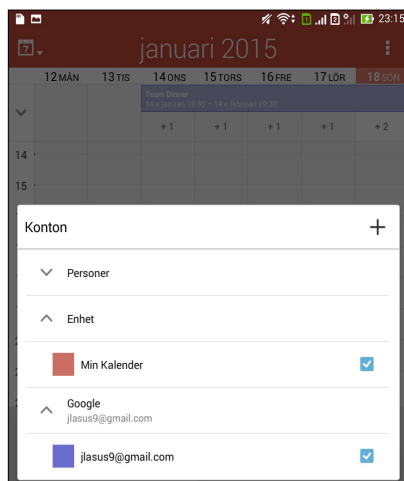 23:15
7
januari 2015
12 MÅN 13 TIS 14 ONS 15 TORS 16 FRE 17 LÖR 18 SÖN
Team Dinner
14:e januari 18:30 – 14:e februari 19:30
+ 1 + 1 + 1 + 1 + 2
14
15
Konton
Personer
Enhet
Min Kalender
Google
jlasus9@gmail.com
jlasus9@gmail.com